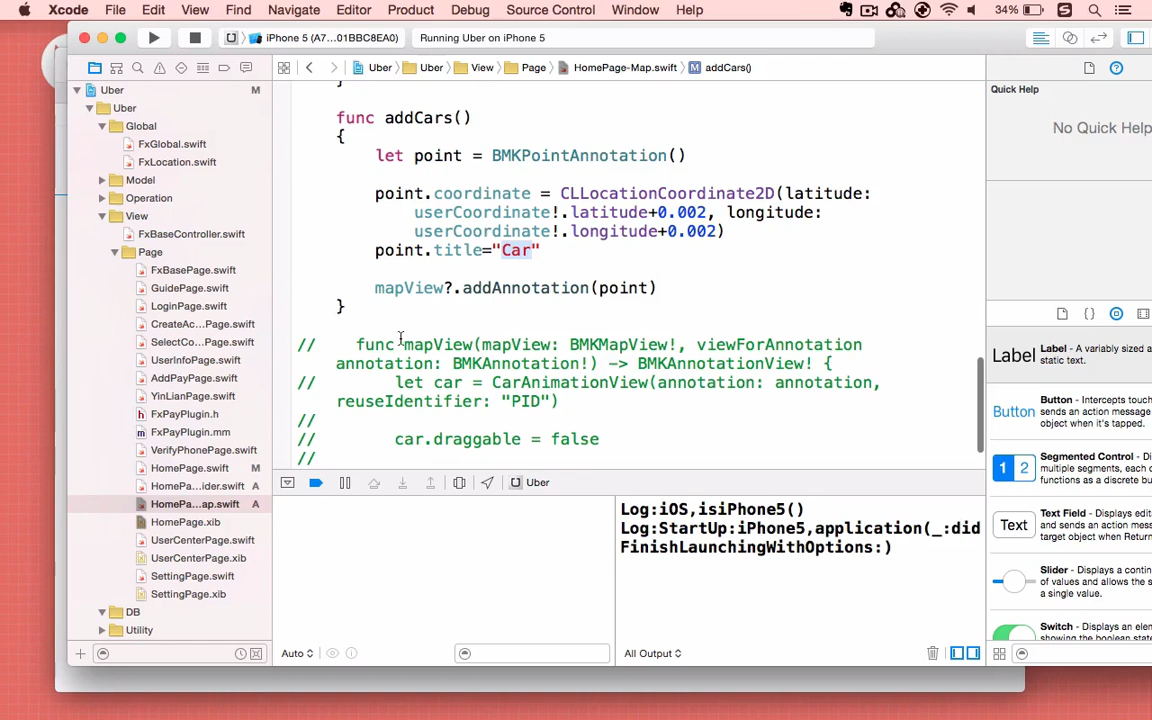 Xcode File Edit View Find Navigate Editor Product Debug Source Control Window Help 34%
iPhone 5 (A7...01BBC8EA0) Running Uber on iPhone 5
Uber Uber View Page HomePage-Map.swift M addCars()
Uber M
Uber
Global
FxGlobal.swift
FxLocation.swift
Model
Operation
View
FxBaseController.swift
Page
FxBasePage.swift
GuidePage.swift
LoginPage.swift
CreateAc...Page.swift
SelectCo...Page.swift
UserInfoPage.swift
AddPayPage.swift
YinLianPage.swift
FxPayPlugin.h
FxPayPlugin.mm
VerifyPhonePage.swift
HomePage.swift M
HomePa...ider.swift A
HomePa...ap.swift A
HomePage.xib
UserCenterPage.swift
UserCenterPage.xib
SettingPage.swift
SettingPage.xib
DB
Utility
}
func addCars()
{
let point = BMKPointAnnotation()
point.coordinate = CLLocationCoordinate2D(latitude:
userCoordinate!.latitude+0.002, longitude:
userCoordinate!.longitude+0.002)
point.title="Car"
mapView?.addAnnotation(point)
}
// func mapView(mapView: BMKMapView!, viewForAnnotation
annotation: BMKAnnotation!) -> BMKAnnotationView! {
// let car = CarAnimationView(annotation: annotation,
reuseIdentifier: "PID")
//
// car.draggable = false
//
Uber
Log:iOS,isiPhone5()
Log:StartUp:iPhone5,application(_:did
FinishLaunchingWithOptions:)
Auto
All Output
Quick Help
No Quick Help
{ }
Label Label - A variably sized a
static text.
Button Button - Intercepts touch
sends an action message
object when it's tapped.
1 2 Segmented Control - Di
multiple segments, each o
functions as a discrete bu
Text Text Field - Displays edit
and sends an action mess
target object when Return
Slider - Displays a contin
of values and allows the s
a single value.
Switch - Displays an elem
showing the boolean state